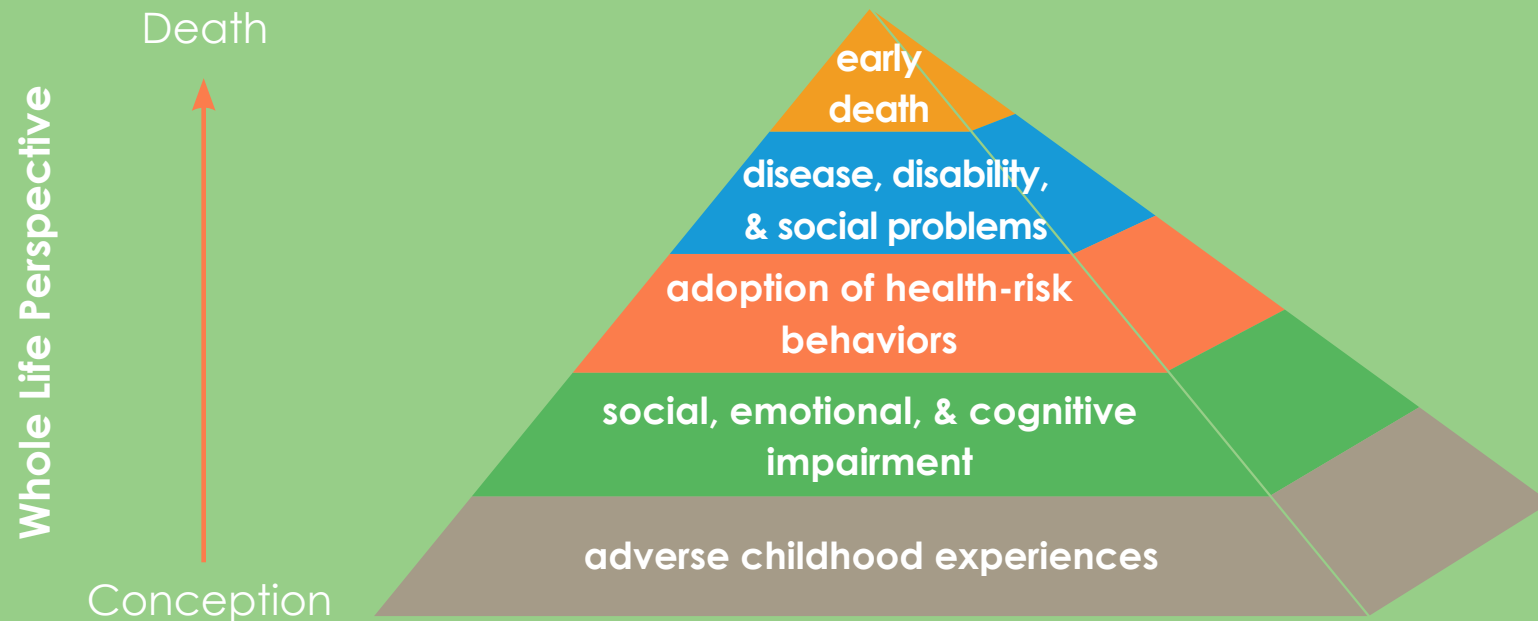 Death
Whole Life Perspective
Conception
early
death
disease, disability,
& social problems
adoption of health-risk
behaviors
social, emotional, & cognitive
impairment
adverse childhood experiences